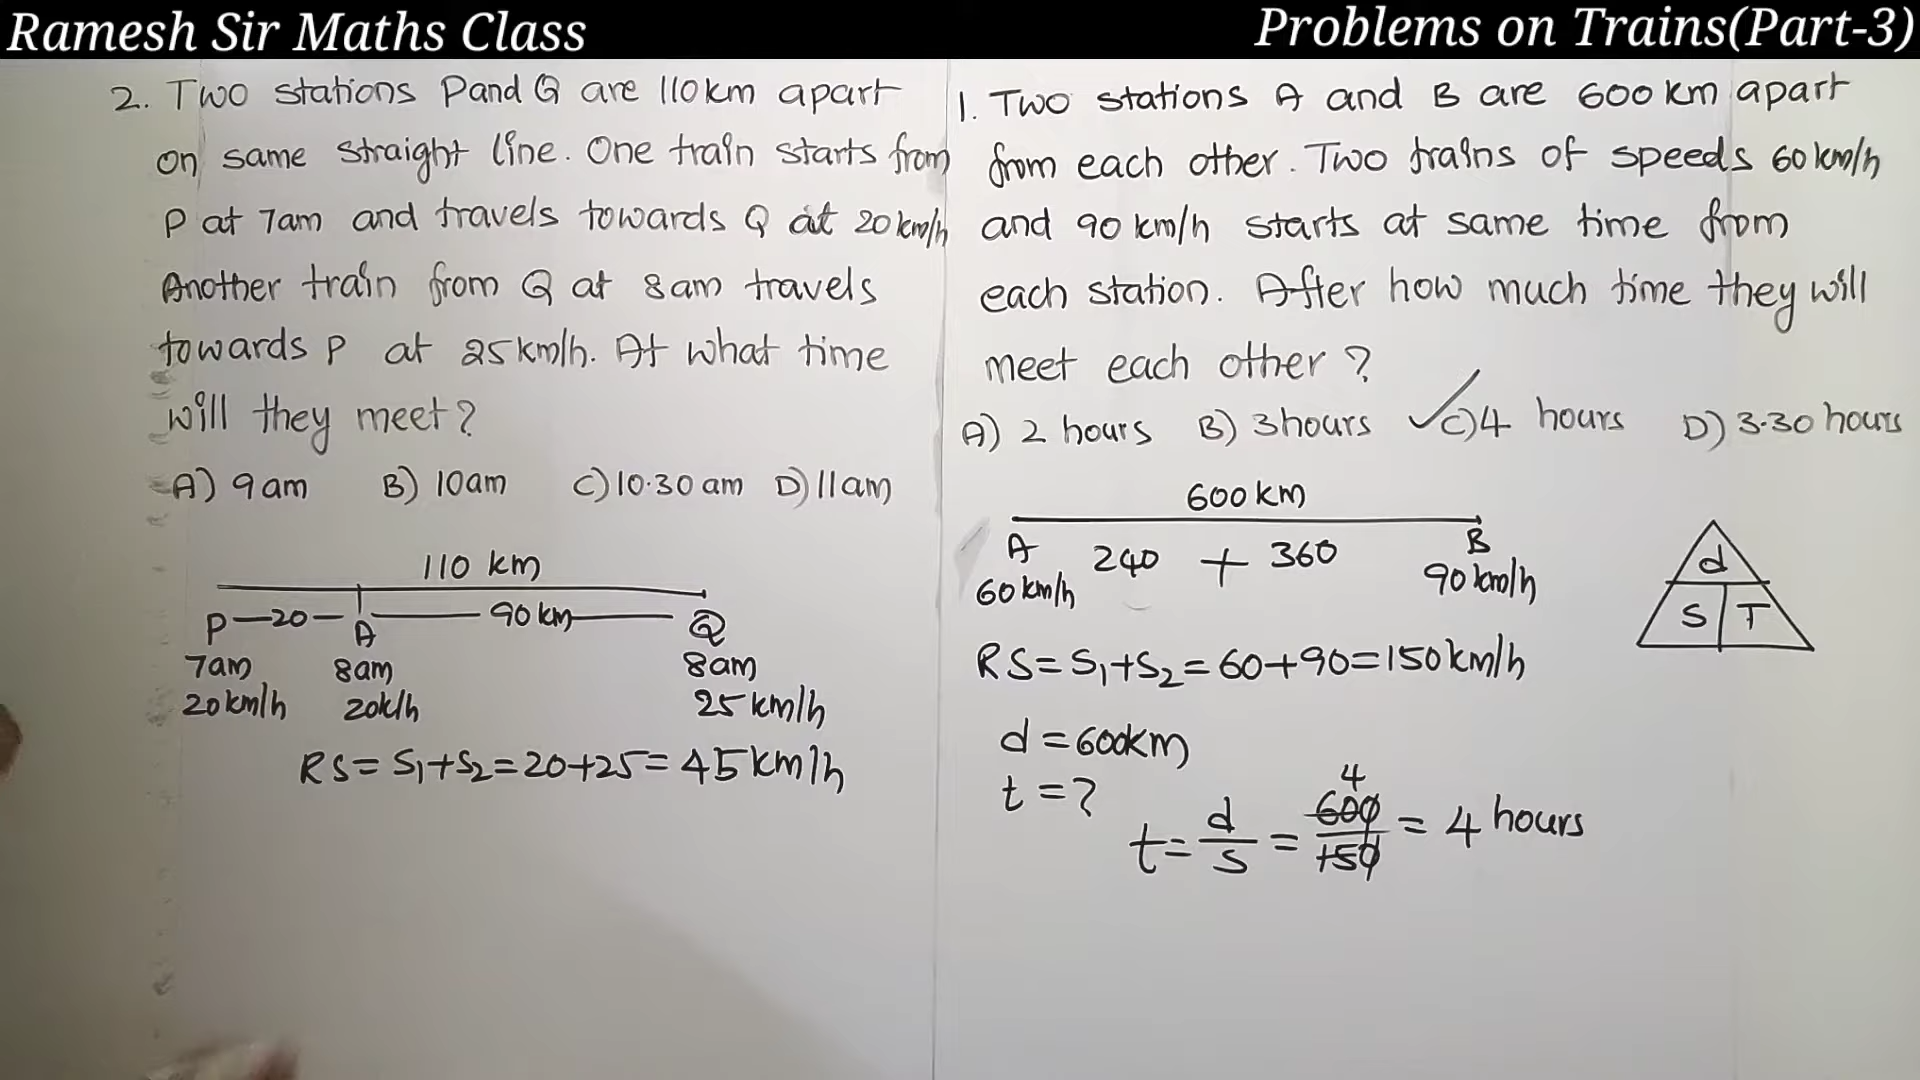 Ramesh Sir Maths Class
Problems on Trains(Part-3)
2. Two stations P and Q are 110km apart
on same straight line. One train starts from
P at 7am and travels towards Q at 20 km/h
Another train from Q at 8am travels
towards P at 25km/h. At what time
will they meet?
A) 9am B) 10am C) 10.30 am D) 11am
110 km
P —20— A —— 90km —— Q
7am 8am 8am
20km/h 20k/h 25 km/h
RS = S₁+S₂ = 20+25 = 45 km/h
1. Two stations A and B are 600 km apart
from each other. Two trains of speeds 60 km/h
and 90 km/h starts at same time from
each station. After how much time they will
meet each other?
A) 2 hours B) 3hours ✓C) 4 hours D) 3.30 hours
600 km
A 240 + 360 B
60 km/h 90 km/h
d
S T
RS = S₁+S₂ = 60+90 = 150 km/h
d = 600km
t = ?
4
t = d/s = 600/150 = 4 hours